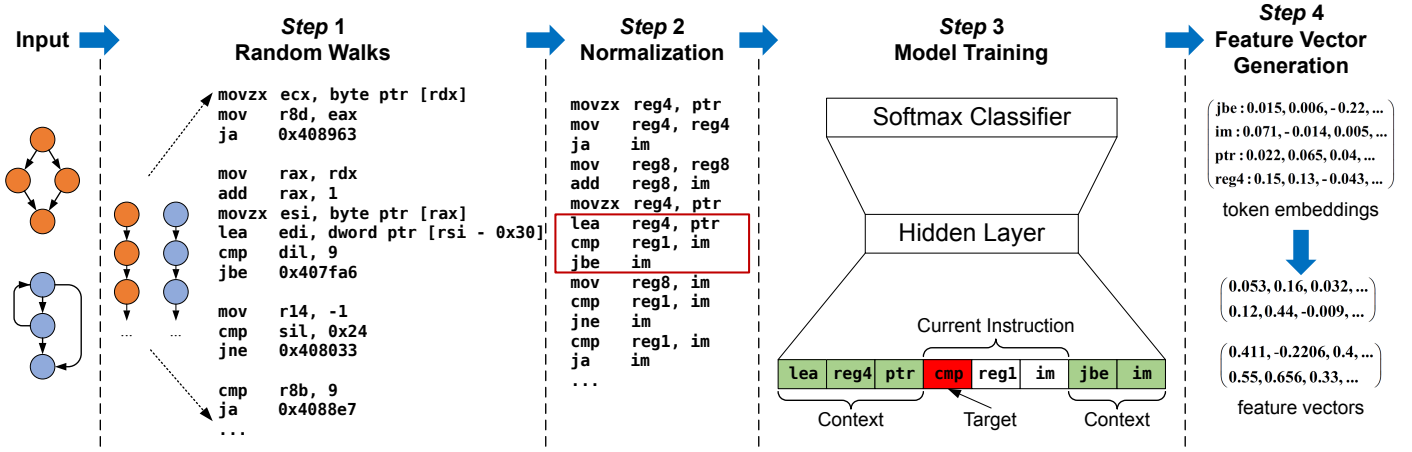 Input
Step 1
Random Walks
movzx ecx, byte ptr [rdx]
mov r8d, eax
ja 0x408963
mov rax, rdx
add rax, 1
movzx esi, byte ptr [rax]
lea edi, dword ptr [rsi - 0x30]
cmp dil, 9
jbe 0x407fa6
mov r14, -1
cmp sil, 0x24
jne 0x408033
cmp r8b, 9
ja 0x4088e7
...
...
...
Step 2
Normalization
movzx reg4, ptr
mov reg4, reg4
ja im
mov reg8, reg8
add reg8, im
movzx reg4, ptr
lea reg4, ptr
cmp reg1, im
jbe im
mov reg8, im
cmp reg1, im
jne im
cmp reg1, im
ja im
...
Step 3
Model Training
Softmax Classifier
Hidden Layer
Current Instruction
lea reg4 ptr cmp reg1 im jbe im
Context Target Context
Step 4
Feature Vector
Generation
jbe : 0.015, 0.006, - 0.22, ...
im : 0.071, - 0.014, 0.005, ...
ptr : 0.022, 0.065, 0.04, ...
reg4 : 0.15, 0.13, - 0.043, ...
token embeddings
0.053, 0.16, 0.032, ...
0.12, 0.44, -0.009, ...
0.411, -0.2206, 0.4, ...
0.55, 0.656, 0.33, ...
feature vectors